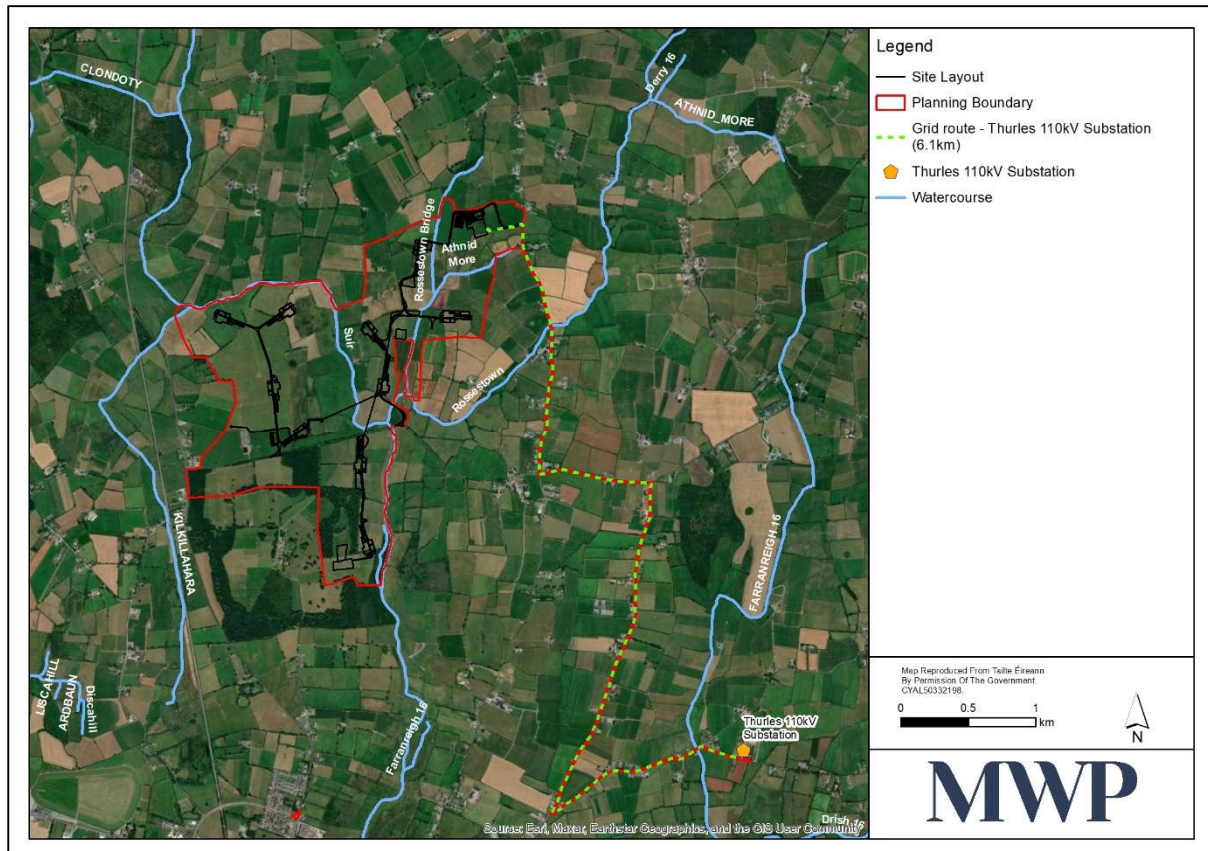 CLONDOTY
Derry 16
ATHNID_MORE
Rossestown Bridge
Athnid
More
Suir
Rossestown
KILKILLAHARA
FARRANREIGH 16
LISCAHILL
ARDBAUN
Discahill
Farranreigh 16
Thurles 110kV
Substation
Drish 16
Source: Esri, Maxar, Earthstar Geographics, and the GIS User Community
Legend
Site Layout
Planning Boundary
Grid route - Thurles 110kV Substation
(6.1km)
Thurles 110kV Substation
Watercourse
Map Reproduced From Tailte Éireann
By Permission Of The Government
CYAL50332198.
0 0.5 1
km
N
MWP